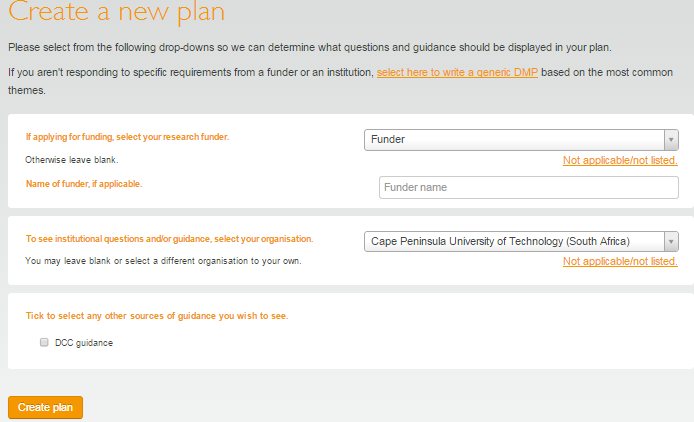 Create a new plan
Please select from the following drop-downs so we can determine what questions and guidance should be displayed in your plan.
If you aren't responding to specific requirements from a funder or an institution, select here to write a generic DMP based on the most common
themes.
If applying for funding, select your research funder.
Funder
Otherwise leave blank.
Not applicable/not listed.
Name of funder, if applicable.
Funder name
To see institutional questions and/or guidance, select your organisation.
Cape Peninsula University of Technology (South Africa)
You may leave blank or select a different organisation to your own.
Not applicable/not listed.
Tick to select any other sources of guidance you wish to see.
DCC guidance
Create plan